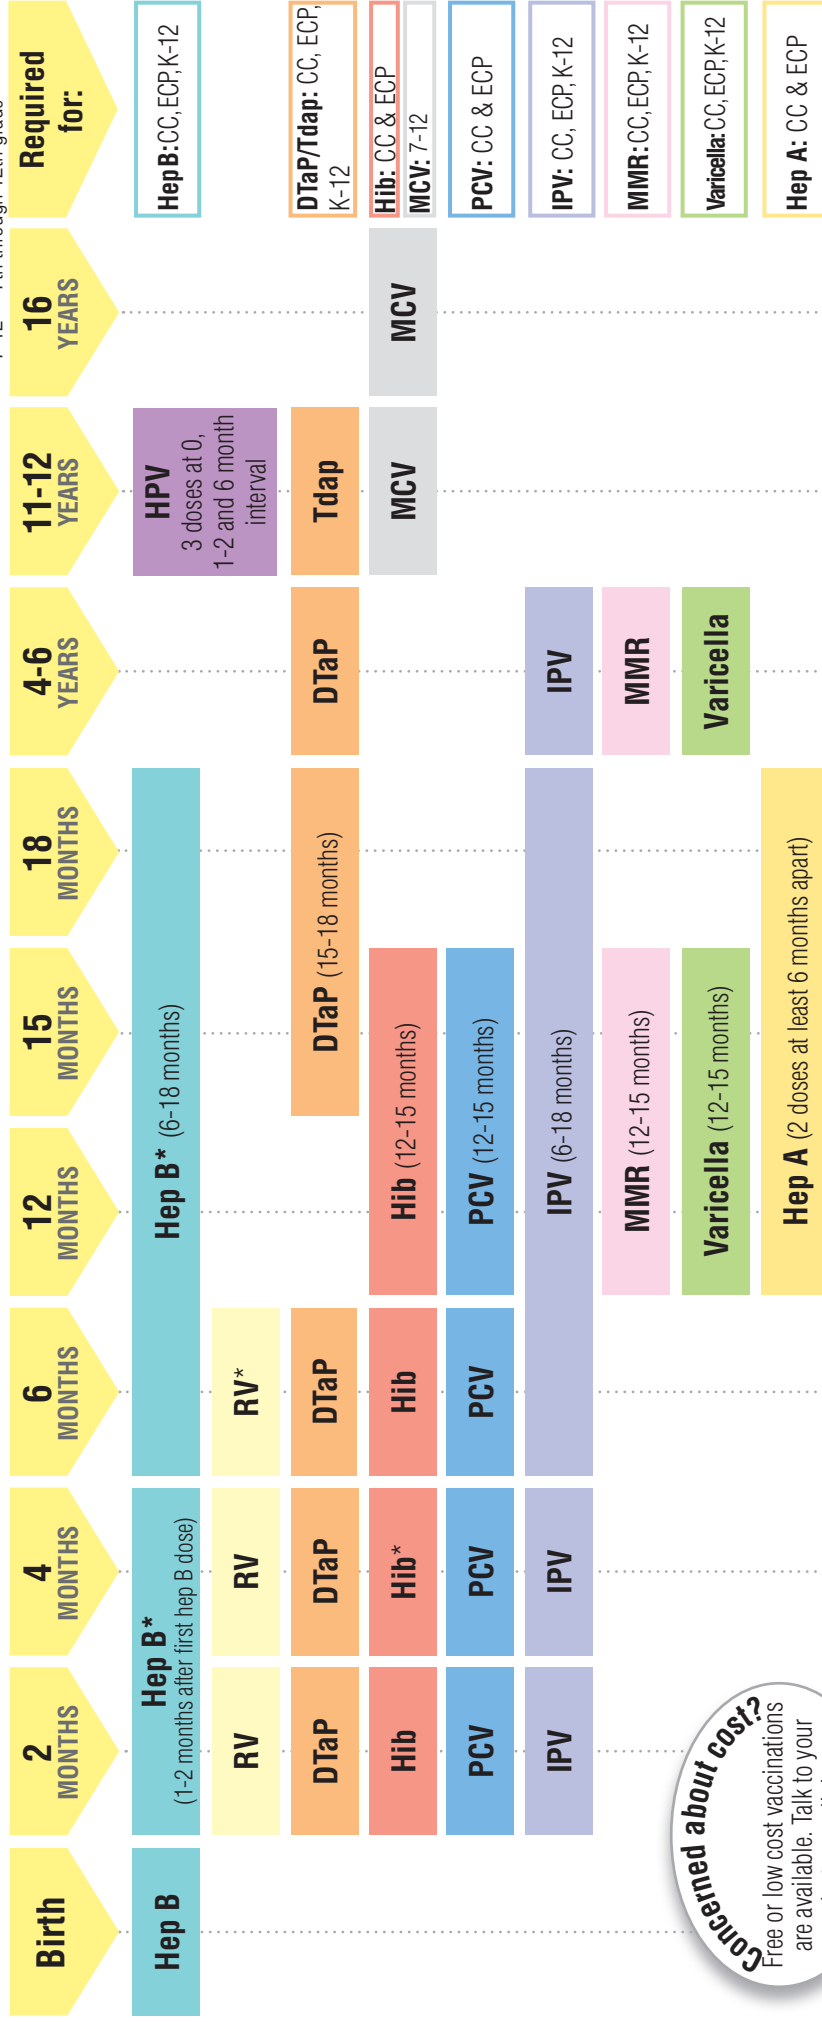 Birth
2
MONTHS
4
MONTHS
6
MONTHS
12
MONTHS
15
MONTHS
18
MONTHS
4-6
YEARS
11-12
YEARS
16
YEARS
Required
for:
Hep B
Hep B*
(1-2 months after first hep B dose)
Hep B* (6-18 months)
HPV
3 doses at 0,
1-2 and 6 month
interval
Hep B: CC, ECP, K-12
RV
RV
RV*
DTaP
DTaP
DTaP
DTaP (15-18 months)
DTaP
Tdap
DTaP/Tdap: CC, ECP,
K-12
Hib
Hib*
Hib
Hib (12-15 months)
MCV
MCV
Hib: CC & ECP
MCV: 7-12
PCV
PCV
PCV
PCV (12-15 months)
PCV: CC & ECP
IPV
IPV
IPV (6-18 months)
IPV
IPV: CC, ECP, K-12
MMR (12-15 months)
MMR
MMR: CC, ECP, K-12
Varicella (12-15 months)
Varicella
Varicella: CC, ECP, K-12
Hep A (2 doses at least 6 months apart)
Hep A: CC & ECP
Concerned about cost?
Free or low cost vaccinations
are available. Talk to your